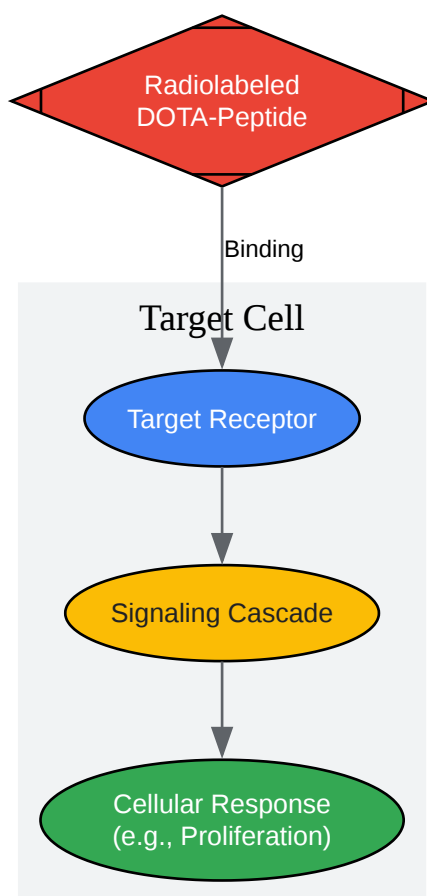 Radiolabeled
DOTA-Peptide
Binding
Target Cell
Target Receptor
Signaling Cascade
Cellular Response
(e.g., Proliferation)